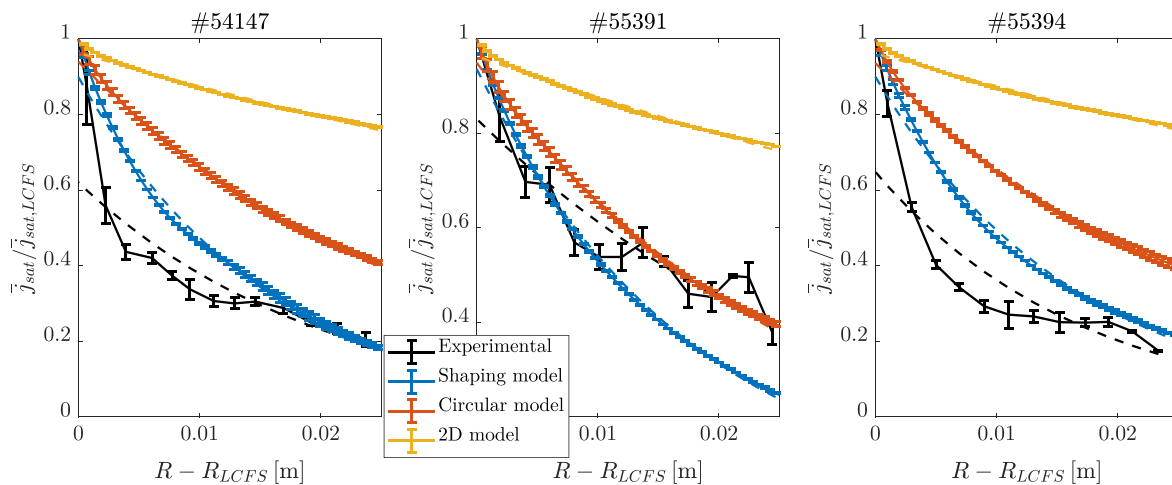 #54147
1
0.8
0.6
0.4
0.2
0
0
0.01
0.02
j̄_sat/j̄_sat,LCFS
R − R_LCFS [m]
#55391
1
0.8
0.6
0.4
0.01
0.02
j̄_sat/j̄_sat,LCFS
R − R_LCFS [m]
#55394
1
0.8
0.6
0.4
0.2
0
0
0.01
0.02
j̄_sat/j̄_sat,LCFS
R − R_LCFS [m]
Experimental
Shaping model
Circular model
2D model